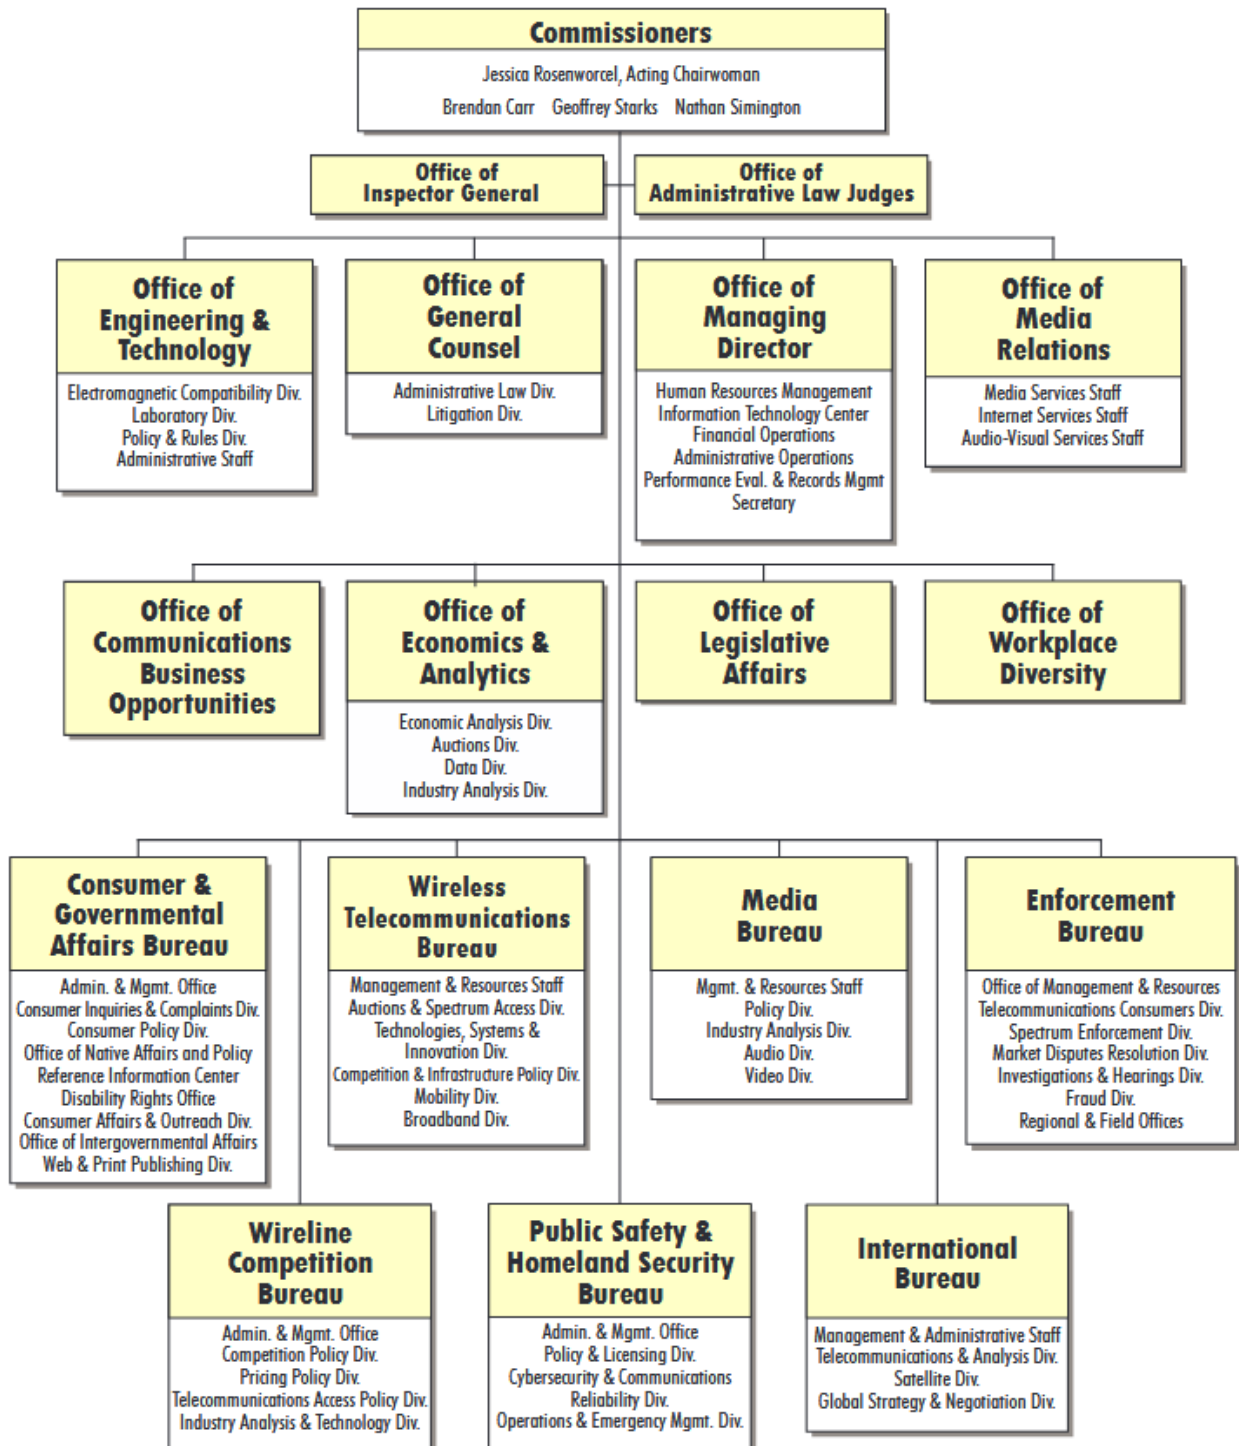 Commissioners
Jessica Rosenworcel, Acting Chairwoman
Brendan Carr Geoffrey Starks Nathan Simington
Office of
Inspector General
Office of
Administrative Law Judges
Office of
Engineering &
Technology
Electromagnetic Compatibility Div.
Laboratory Div.
Policy & Rules Div.
Administrative Staff
Office of
General
Counsel
Administrative Law Div.
Litigation Div.
Office of
Managing
Director
Human Resources Management
Information Technology Center
Financial Operations
Administrative Operations
Performance Eval. & Records Mgmt
Secretary
Office of
Media
Relations
Media Services Staff
Internet Services Staff
Audio-Visual Services Staff
Office of
Communications
Business
Opportunities
Office of
Economics &
Analytics
Economic Analysis Div.
Auctions Div.
Data Div.
Industry Analysis Div.
Office of
Legislative
Affairs
Office of
Workplace
Diversity
Consumer &
Governmental
Affairs Bureau
Admin. & Mgmt. Office
Consumer Inquiries & Complaints Div.
Consumer Policy Div.
Office of Native Affairs and Policy
Reference Information Center
Disability Rights Office
Consumer Affairs & Outreach Div.
Office of Intergovernmental Affairs
Web & Print Publishing Div.
Wireless
Telecommunications
Bureau
Management & Resources Staff
Auctions & Spectrum Access Div.
Technologies, Systems &
Innovation Div.
Competition & Infrastructure Policy Div.
Mobility Div.
Broadband Div.
Media
Bureau
Mgmt. & Resources Staff
Policy Div.
Industry Analysis Div.
Audio Div.
Video Div.
Enforcement
Bureau
Office of Management & Resources
Telecommunications Consumers Div.
Spectrum Enforcement Div.
Market Disputes Resolution Div.
Investigations & Hearings Div.
Fraud Div.
Regional & Field Offices
Wireline
Competition
Bureau
Admin. & Mgmt. Office
Competition Policy Div.
Pricing Policy Div.
Telecommunications Access Policy Div.
Industry Analysis & Technology Div.
Public Safety &
Homeland Security
Bureau
Admin. & Mgmt. Office
Policy & Licensing Div.
Cybersecurity & Communications
Reliability Div.
Operations & Emergency Mgmt. Div.
International
Bureau
Management & Administrative Staff
Telecommunications & Analysis Div.
Satellite Div.
Global Strategy & Negotiation Div.